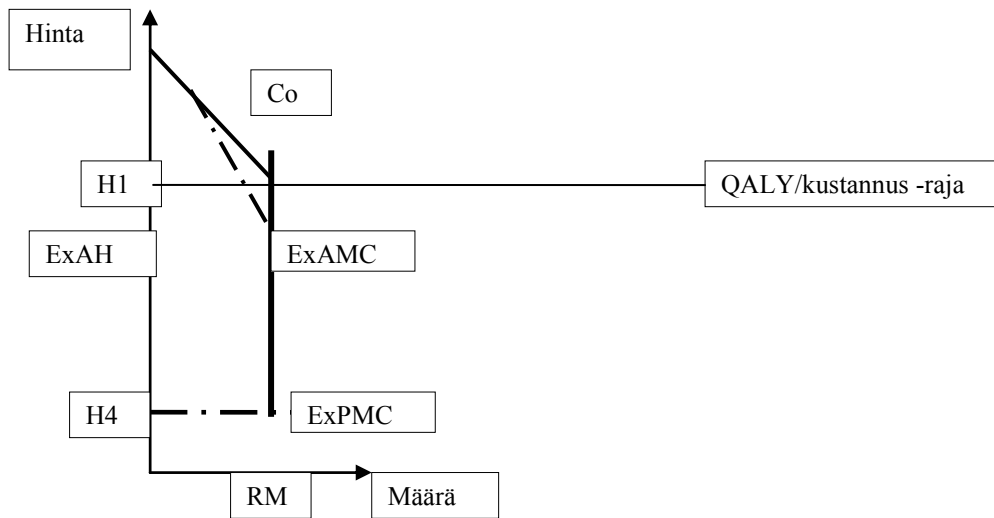 Hinta
Co
H1
QALY/kustannus -raja
ExAH
ExAMC
H4
ExPMC
RM
Määrä